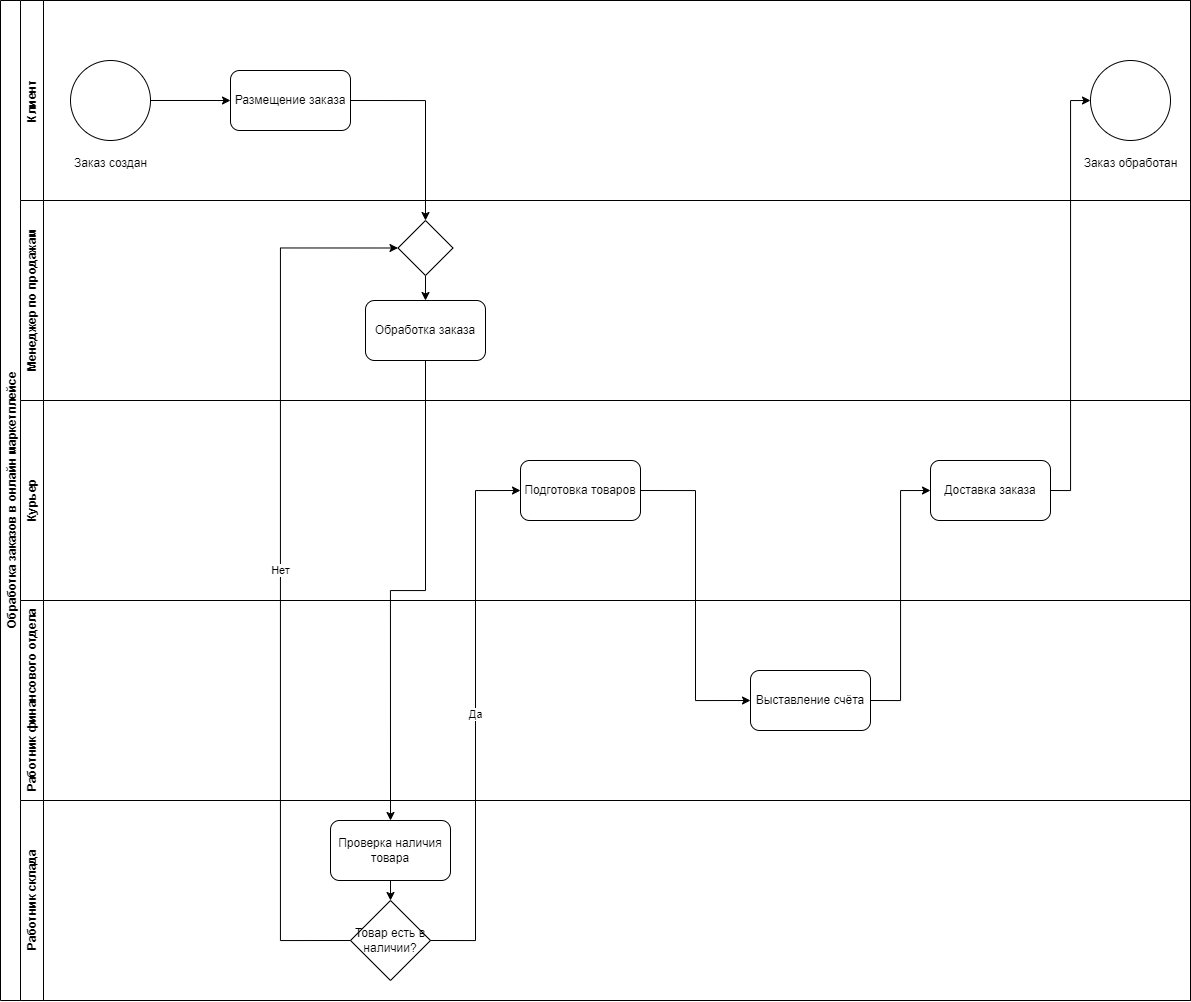 Обработка заказов в онлайн маркетплейсе
Клиент
Заказ создан
Размещение заказа
Заказ обработан
Менеджер по продажам
Обработка заказа
Курьер
Нет
Подготовка товаров
Доставка заказа
Работник финансового отдела
Да
Выставление счёта
Работник склада
Проверка наличия
товара
Товар есть в
наличии?